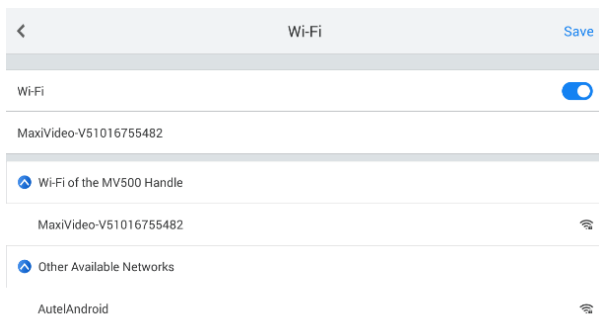 Wi-Fi
Save
Wi-Fi
MaxiVideo-V51016755482
Wi-Fi of the MV500 Handle
MaxiVideo-V51016755482
Other Available Networks
AutelAndroid